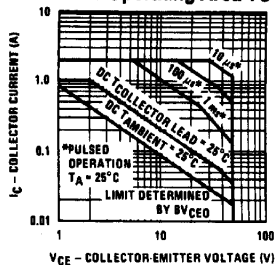 10
1.0
0.1
0.01
1
10
100
IC – COLLECTOR CURRENT (A)
10 µs*
100 µs*
1 ms*
DC TCOLLECTOR LEAD = 25°C
DC TAMBIENT = 25°C
*PULSED
OPERATION
TA = 25°C
LIMIT DETERMINED
BY BVCEO
VCE – COLLECTOR-EMITTER VOLTAGE (V)